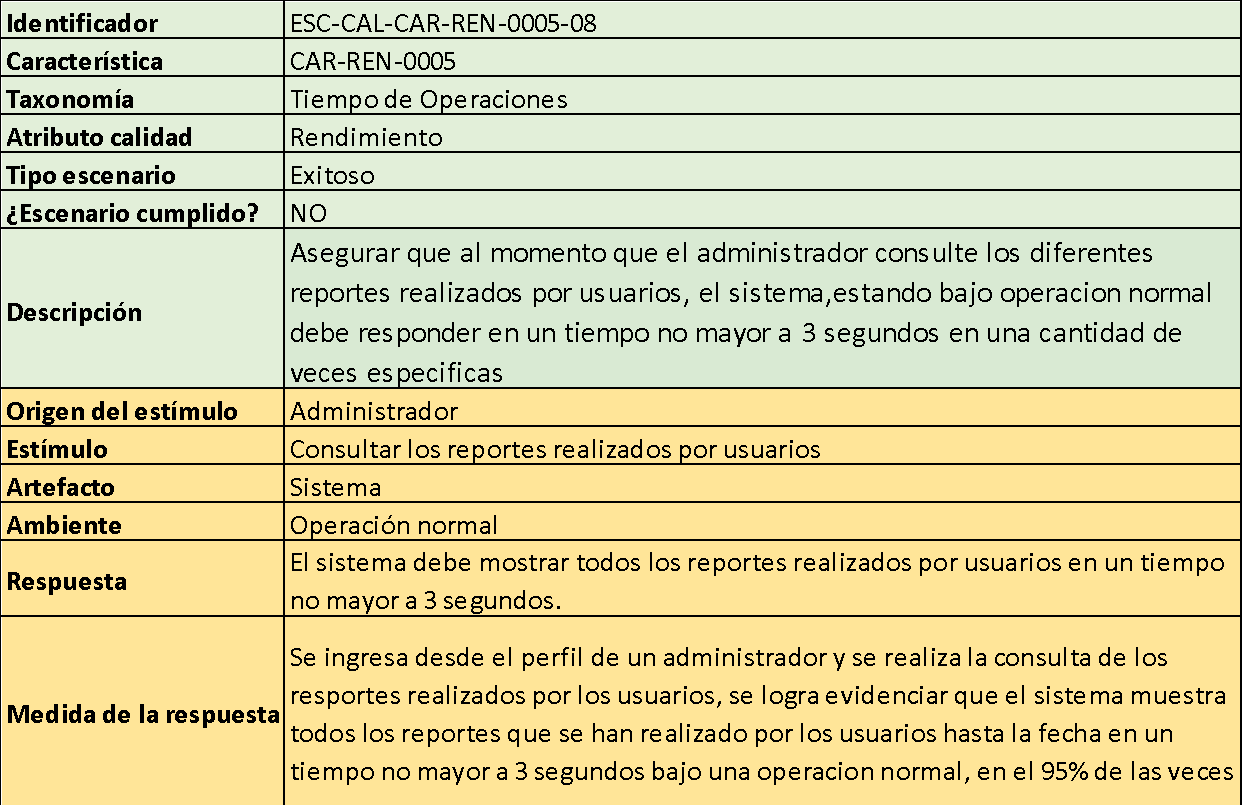 Identificador ESC-CAL-CAR-REN-0005-08
Característica CAR-REN-0005
Taxonomía Tiempo de Operaciones
Atributo calidad Rendimiento
Tipo escenario Exitoso
¿Escenario cumplido? NO
Descripción
Asegurar que al momento que el administrador consulte los diferentes
reportes realizados por usuarios, el sistema,estando bajo operacion normal
debe responder en un tiempo no mayor a 3 segundos en una cantidad de
veces especificas
Origen del estímulo Administrador
Estímulo Consultar los reportes realizados por usuarios
Artefacto Sistema
Ambiente Operación normal
Respuesta
El sistema debe mostrar todos los reportes realizados por usuarios en un tiempo
no mayor a 3 segundos.
Medida de la respuesta
Se ingresa desde el perfil de un administrador y se realiza la consulta de los
resportes realizados por los usuarios, se logra evidenciar que el sistema muestra
todos los reportes que se han realizado por los usuarios hasta la fecha en un
tiempo no mayor a 3 segundos bajo una operacion normal, en el 95% de las veces